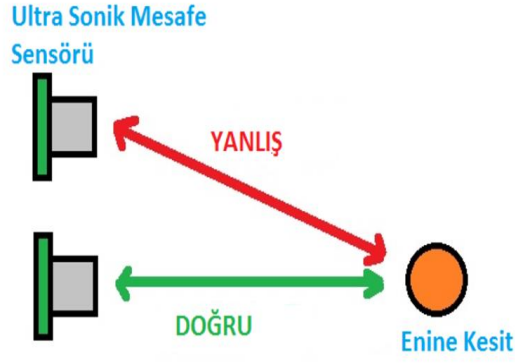 Ultra Sonik Mesafe
Sensörü
YANLIŞ
DOĞRU
Enine Kesit